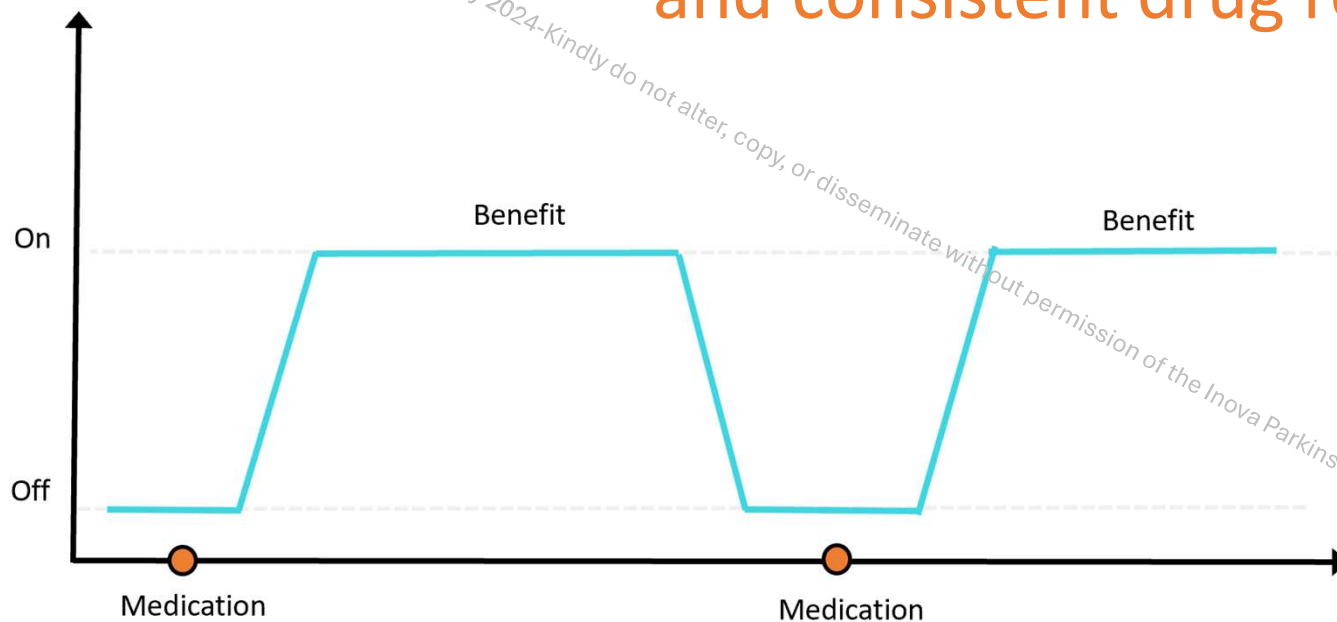 and consistent drug
2024-Kindly do not alter, copy, or disseminate without permission of the Inova
Benefit
Benefit
On
Off
Medication
Medication